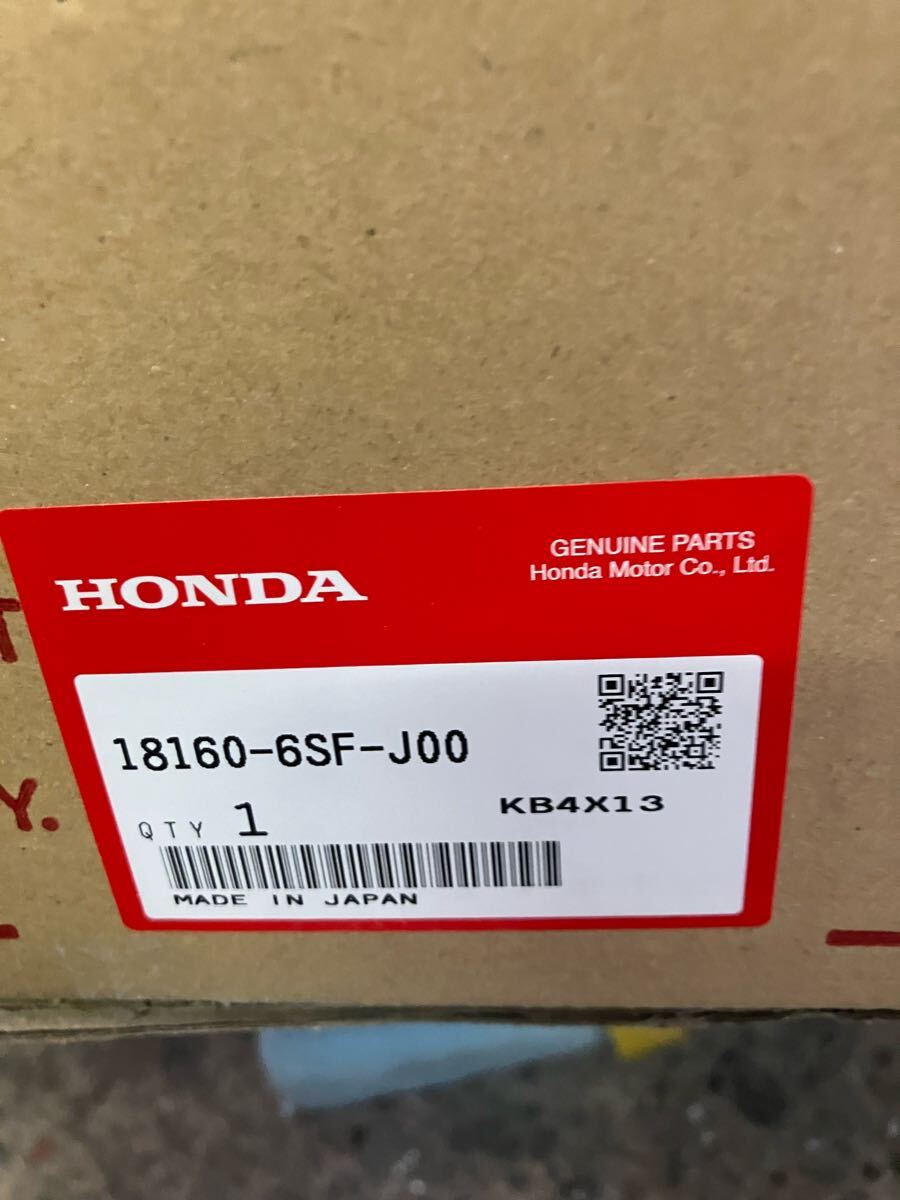 GENUINE PARTS
HONDA
Honda Motor Co., Ltd.
18160-6SF-J00
KB4X13
QTY 1
MADE IN JAPAN
Y.